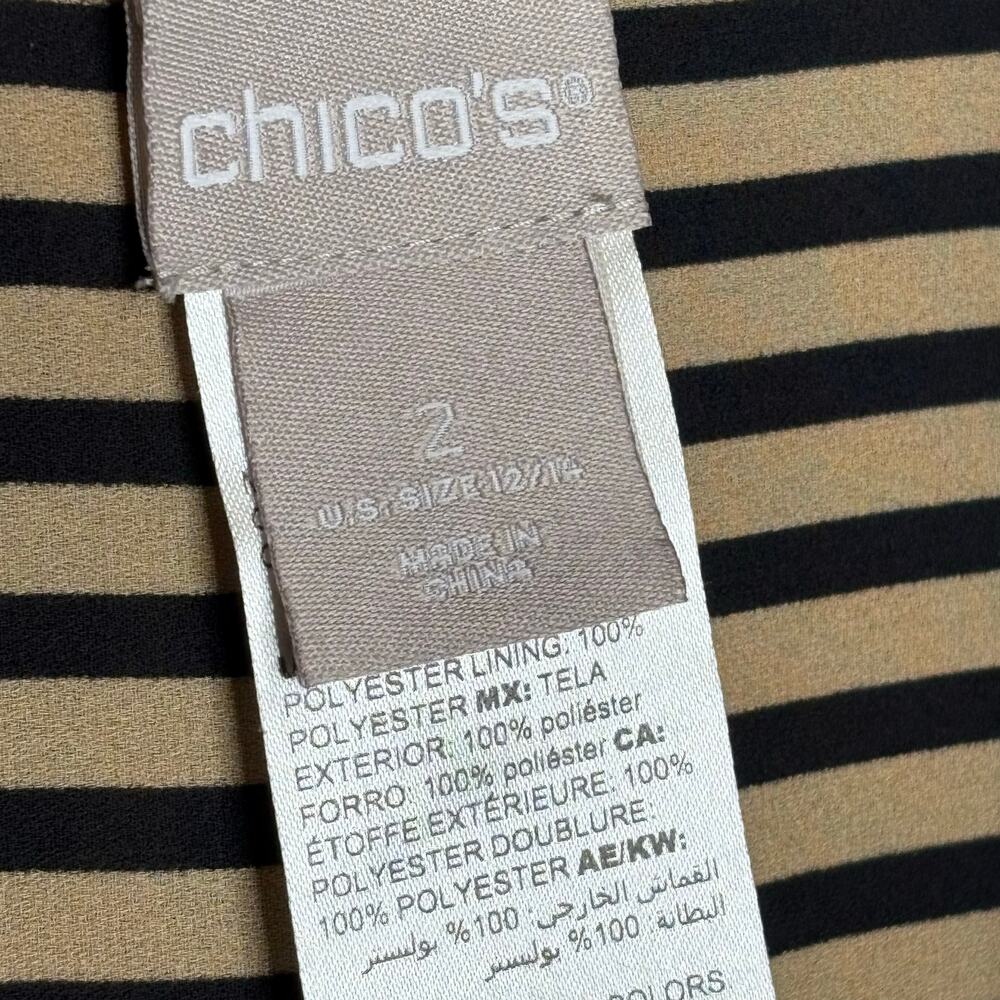 chico's®
2
U.S. SIZE 12/14
MADE IN
CHINA
POLYESTER LINING: 100%
POLYESTER MX: TELA
EXTERIOR: 100% poliéster
FORRO: 100% poliéster CA:
ÉTOFFE EXTÉRIEURE: 100%
POLYESTER DOUBLURE:
100% POLYESTER AE/KW:
القماش الخارجي: 100% بوليستر
البطانة: 100% بوليستر
COLORS